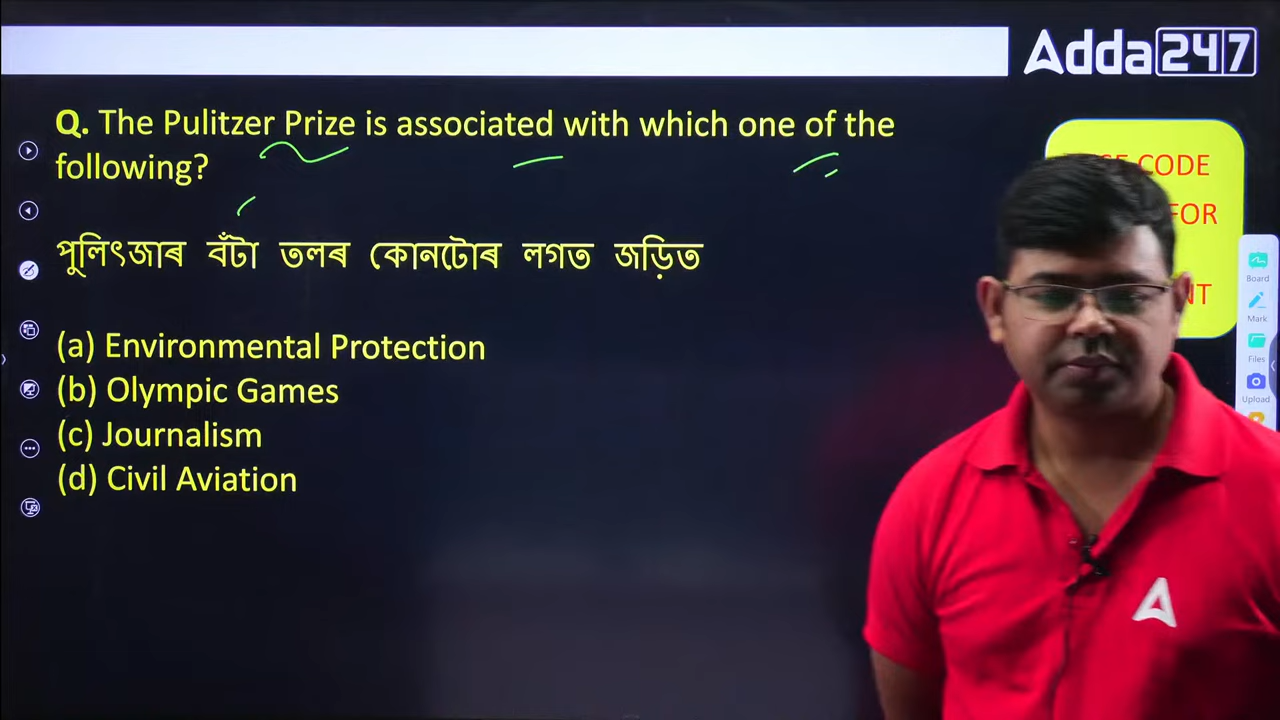 Adda247
Q. The Pulitzer Prize is associated with which one of the
following?
পুলিৎজাৰ বঁটা তলৰ কোনটোৰ লগত জড়িত
(a) Environmental Protection
(b) Olympic Games
(c) Journalism
(d) Civil Aviation
CODE
FOR
Board
Mark
Files
Upload